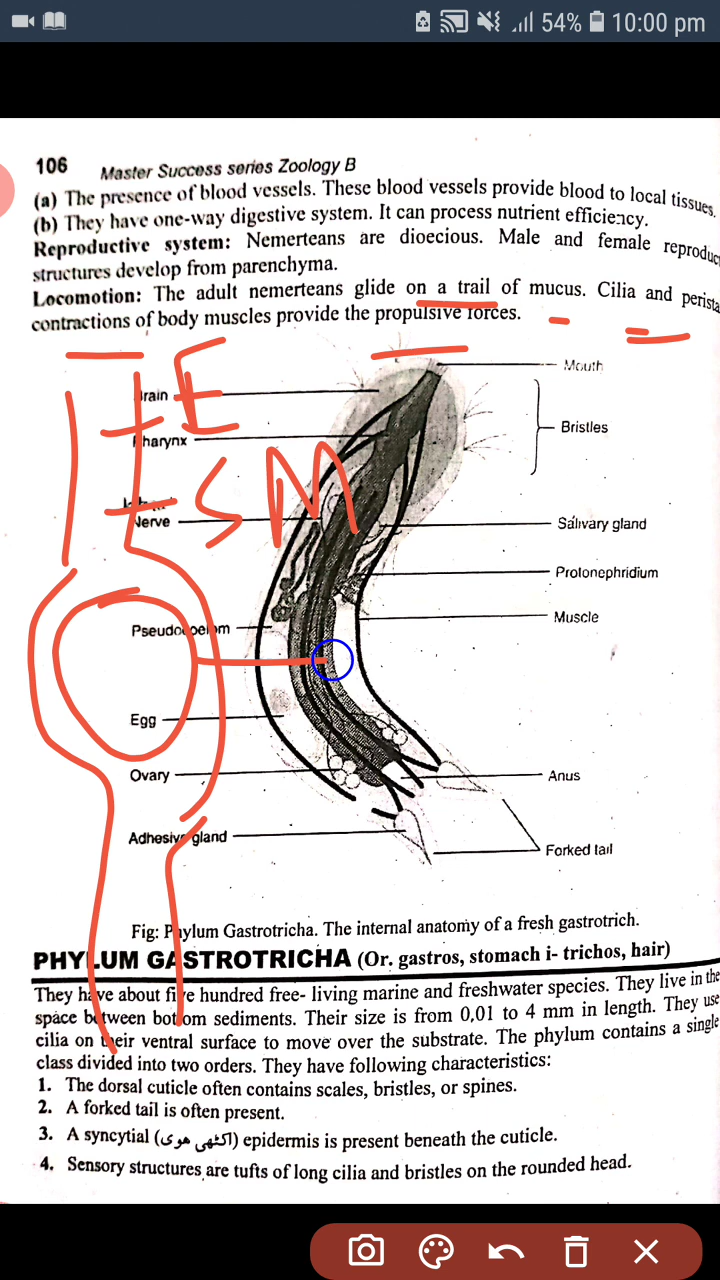 54% 10:00 pm
106 Master Success series Zoology B
(a) The presence of blood vessels. These blood vessels provide blood to local tissues.
(b) They have one-way digestive system. It can process nutrient efficiency.
Reproductive system: Nemerteans are dioecious. Male and female reproduc
structures develop from parenchyma.
Locomotion: The adult nemerteans glide on a trail of mucus. Cilia and perista
contractions of body muscles provide the propulsive forces.
Mouth
rain
E
Bristles
harynx
SM
Nerve
Salivary gland
Protonephridium
Muscle
Pseudocoelom
Egg
Ovary
Anus
Adhesive gland
Forked tail
Fig: Phylum Gastrotricha. The internal anatomy of a fresh gastrotrich.
PHYLUM GASTROTRICHA (Or. gastros, stomach i- trichos, hair)
They have about five hundred free- living marine and freshwater species. They live in the
space between bottom sediments. Their size is from 0,01 to 4 mm in length. They use
cilia on their ventral surface to move over the substrate. The phylum contains a single
class divided into two orders. They have following characteristics:
1. The dorsal cuticle often contains scales, bristles, or spines.
2. A forked tail is often present.
3. A syncytial (اکٹھی ھوی) epidermis is present beneath the cuticle.
4. Sensory structures are tufts of long cilia and bristles on the rounded head.